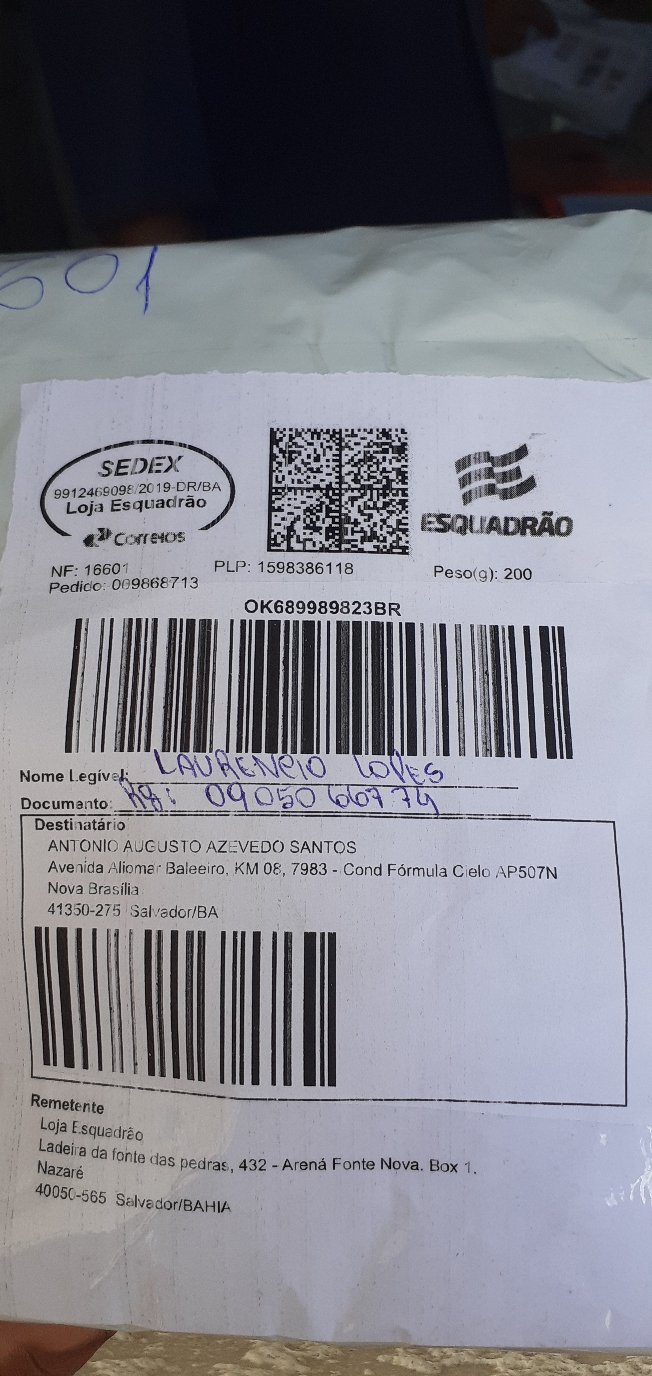 601
SEDEX
9912469098/2019-DR/BA
Loja Esquadrão
Correios
ESQUADRÃO
NF: 16601 PLP: 1598386118 Peso(g): 200
Pedido: 009868713
OK689989823BR
Nome Legível: LAURENCIO LOPES
Documento: RG: 0905066774
Destinatário
ANTONIO AUGUSTO AZEVEDO SANTOS
Avenida Aliomar Baleeiro, KM 08, 7983 - Cond Fórmula Cielo AP507N
Nova Brasília
41350-275 Salvador/BA
Remetente
Loja Esquadrão
Ladeira da fonte das pedras, 432 - Arena Fonte Nova. Box 1.
Nazaré
40050-565 Salvador/BAHIA